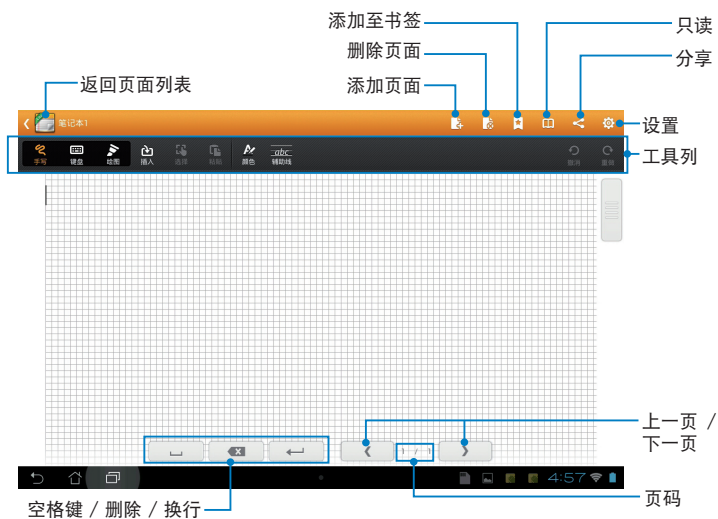 添加至书签
只读
删除页面
分享
返回页面列表
添加页面
笔记本1
设置
手写 键盘 绘图 插入 选择 粘贴 颜色 abc 辅助线 撤消 重做
工具列
上一页 /
下一页
1 / 1
4:57
页码
空格键 / 删除 / 换行